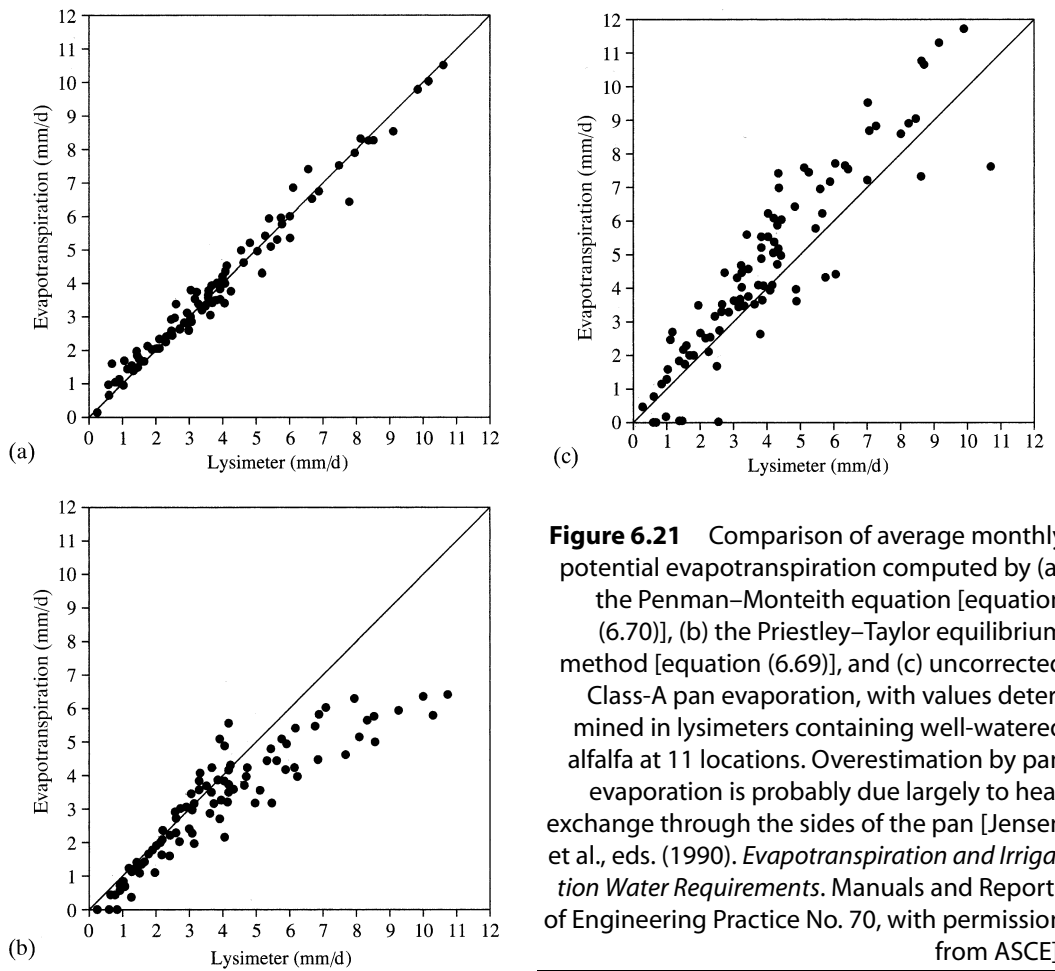 12
11
10
9
8
7
6
5
4
3
2
1
0
Evapotranspiration (mm/d)
0 1 2 3 4 5 6 7 8 9 10 11 12
Lysimeter (mm/d)
(a)
12
11
10
9
8
7
6
5
4
3
2
1
0
Evapotranspiration (mm/d)
0 1 2 3 4 5 6 7 8 9 10 11 12
Lysimeter (mm/d)
(c)
12
11
10
9
8
7
6
5
4
3
2
1
0
Evapotranspiration (mm/d)
0 1 2 3 4 5 6 7 8 9 10 11 12
Lysimeter (mm/d)
(b)
Figure 6.21 Comparison of average monthly
potential evapotranspiration computed by (a
the Penman–Monteith equation [equation
(6.70)], (b) the Priestley–Taylor equilibrium
method [equation (6.69)], and (c) uncorrected
Class-A pan evaporation, with values deter
mined in lysimeters containing well-watered
alfalfa at 11 locations. Overestimation by pan
evaporation is probably due largely to hea
exchange through the sides of the pan [Jensen
et al., eds. (1990). Evapotranspiration and Irriga
tion Water Requirements. Manuals and Report
of Engineering Practice No. 70, with permission
from ASCE]